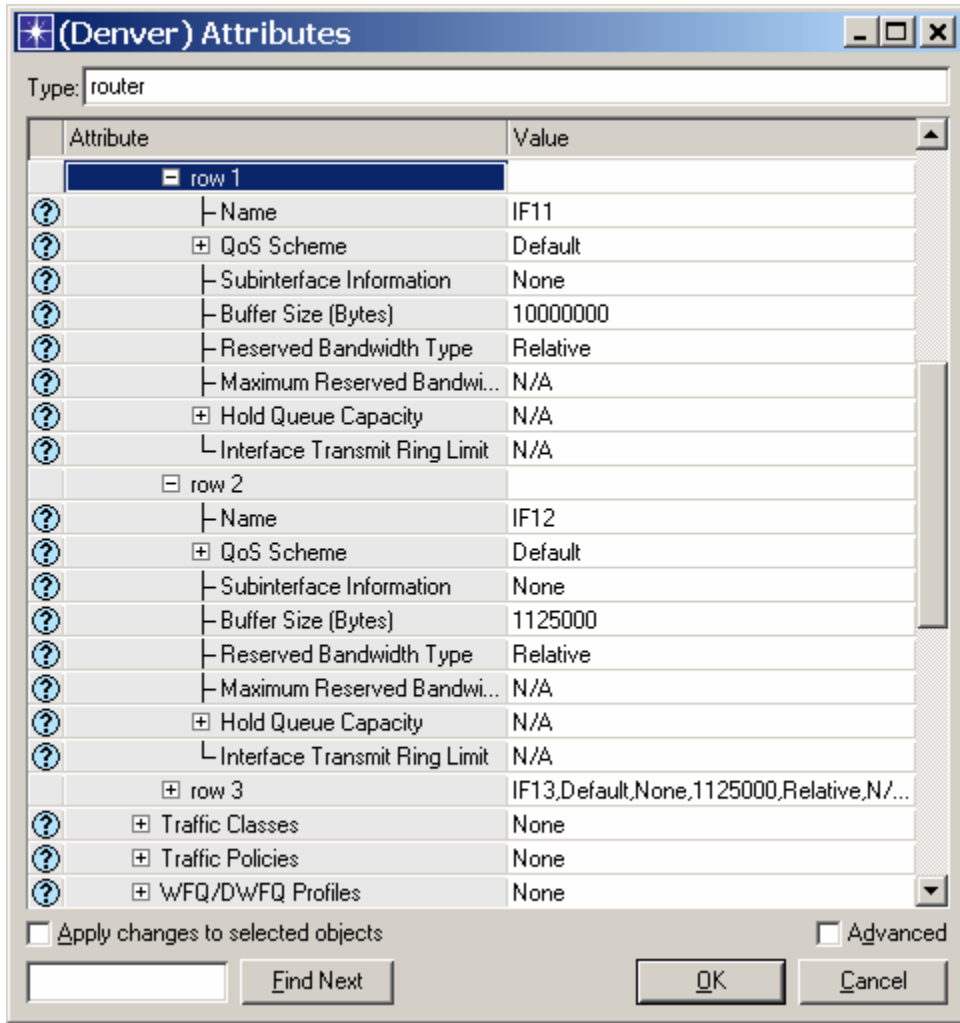 (Denver) Attributes
Type: router
Attribute Value
row 1
Name IF11
QoS Scheme Default
Subinterface Information None
Buffer Size (Bytes) 10000000
Reserved Bandwidth Type Relative
Maximum Reserved Bandwi... N/A
Hold Queue Capacity N/A
Interface Transmit Ring Limit N/A
row 2
Name IF12
QoS Scheme Default
Subinterface Information None
Buffer Size (Bytes) 1125000
Reserved Bandwidth Type Relative
Maximum Reserved Bandwi... N/A
Hold Queue Capacity N/A
Interface Transmit Ring Limit N/A
row 3 IF13,Default,None,1125000,Relative,N/...
Traffic Classes None
Traffic Policies None
WFQ/DWFQ Profiles None
Apply changes to selected objects Advanced
Find Next OK Cancel